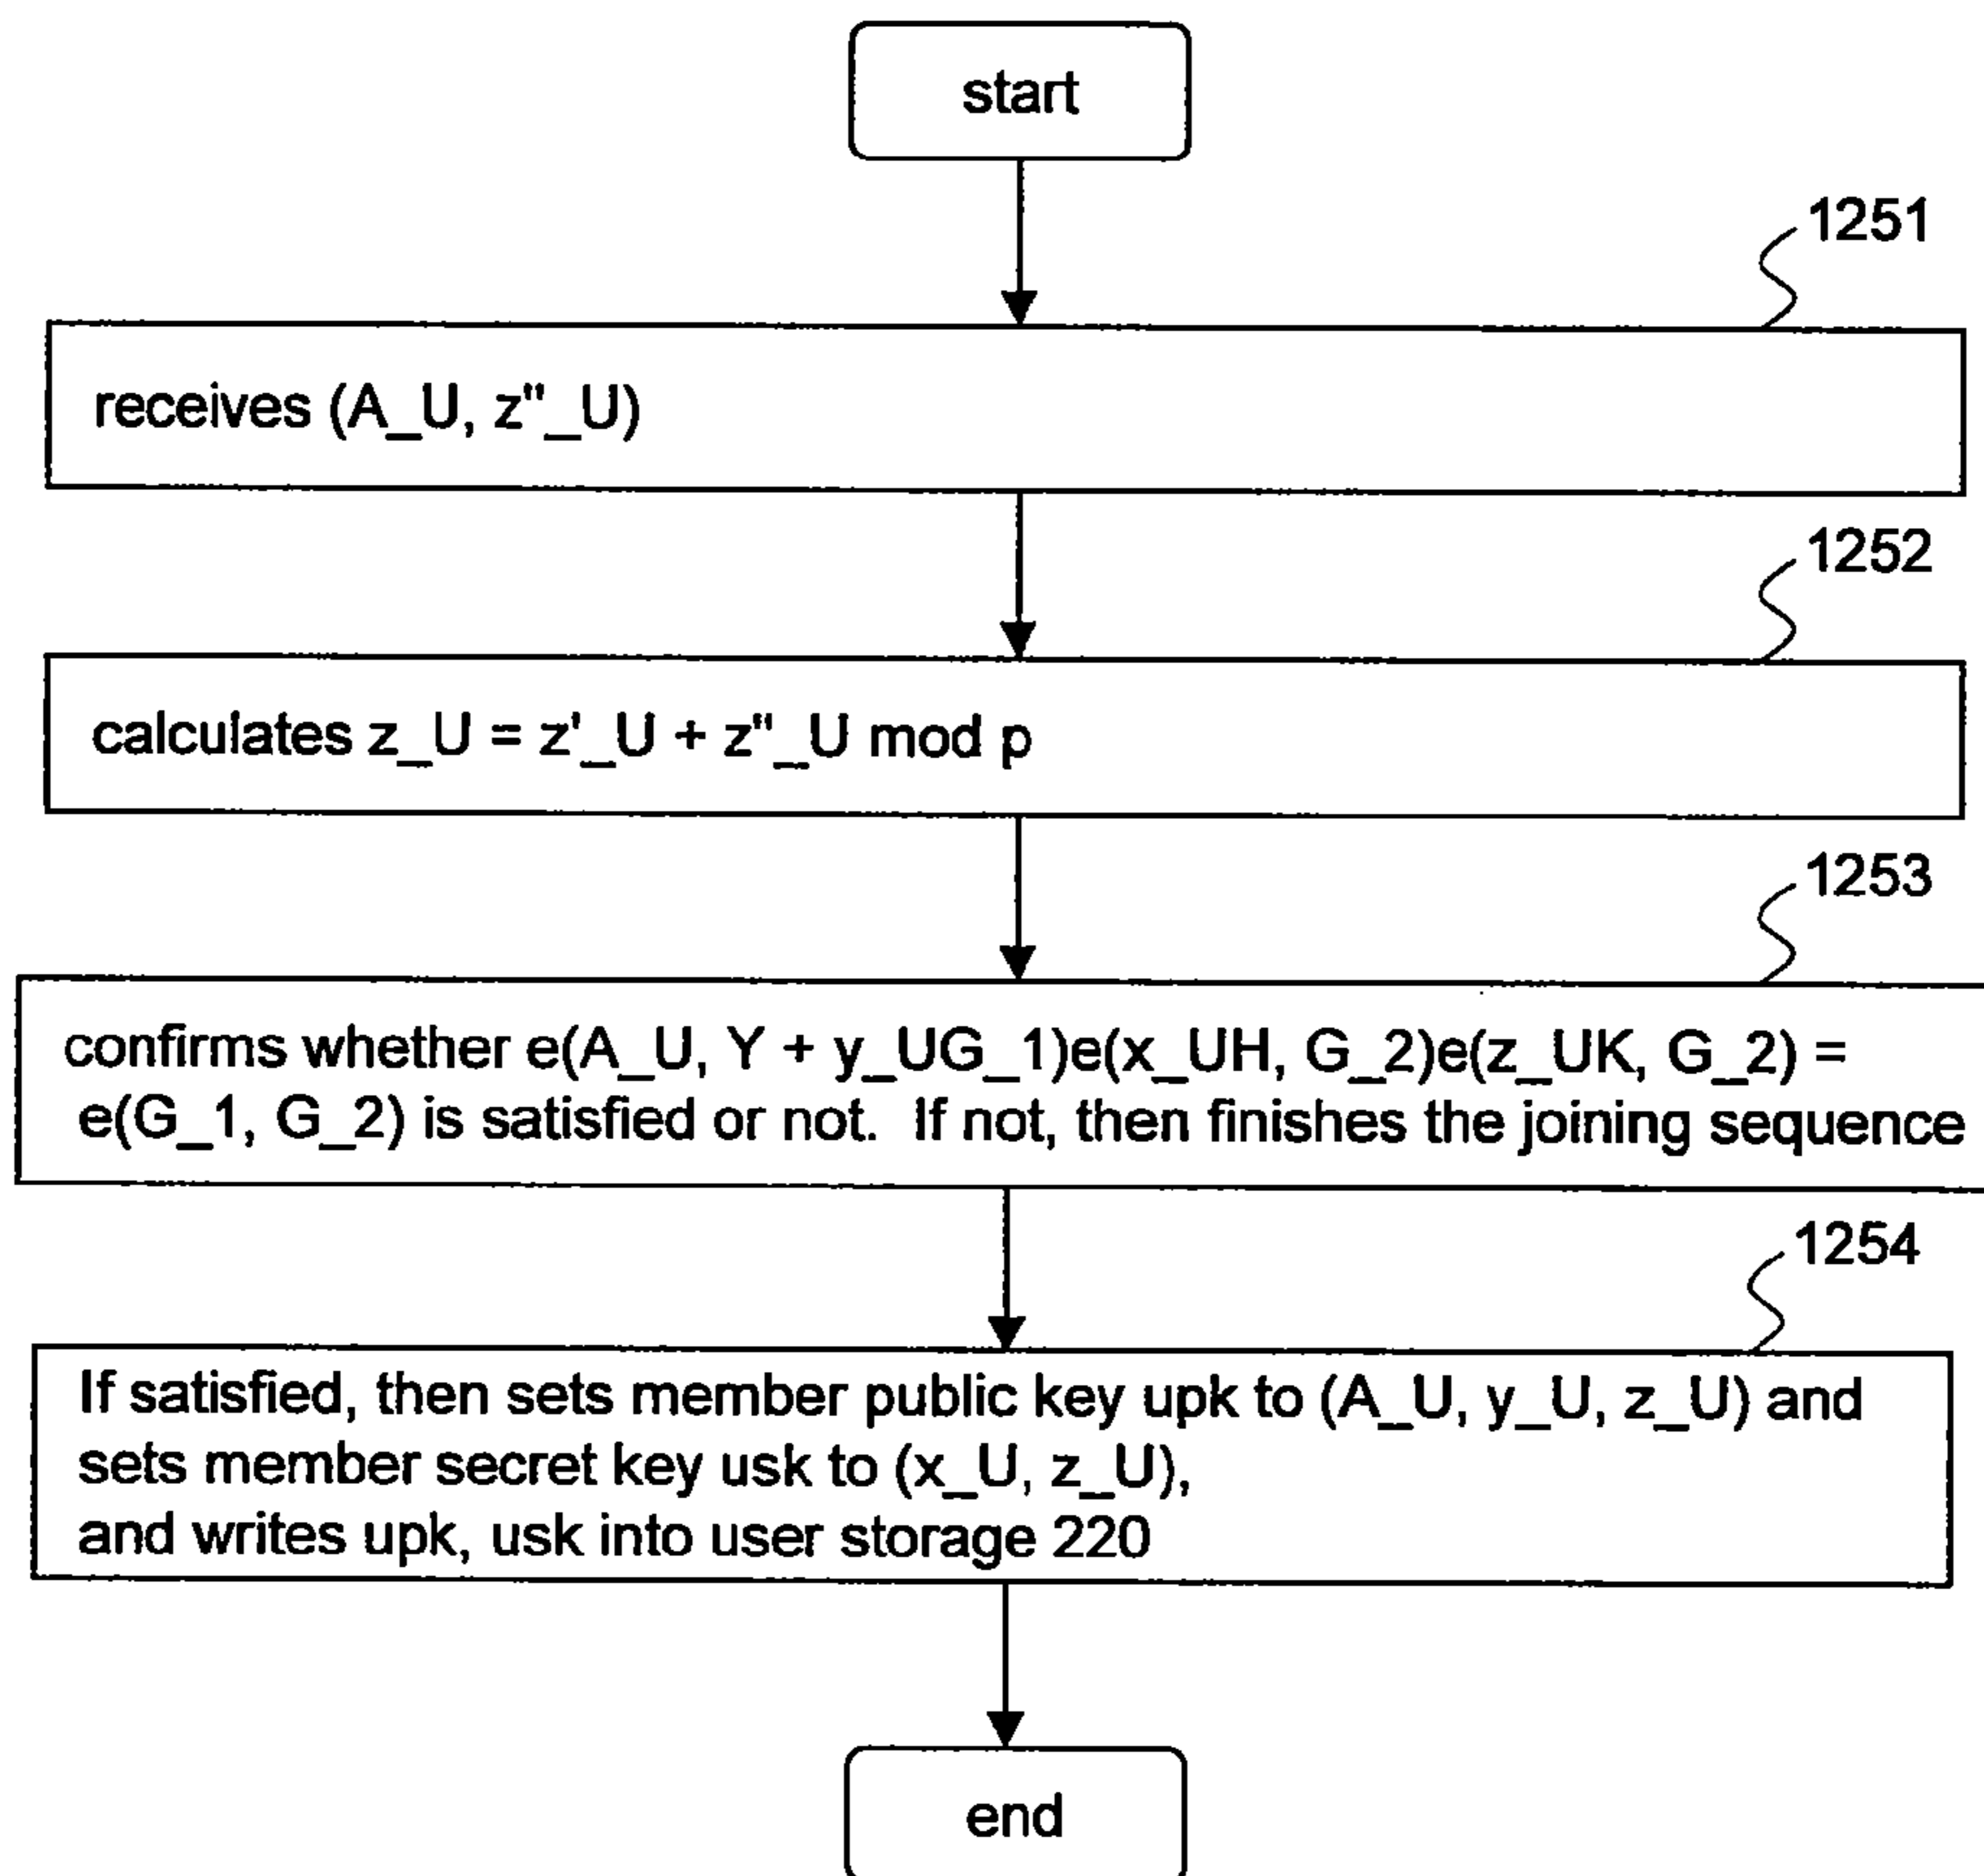 start
1251
receives (A_U, z"_U)
1252
calculates z_U = z'_U + z"_U mod p
1253
confirms whether e(A_U, Y + y_UG_1)e(x_UH, G_2)e(z_UK, G_2) =
e(G_1, G_2) is satisfied or not. If not, then finishes the joining sequence
1254
If satisfied, then sets member public key upk to (A_U, y_U, z_U) and
sets member secret key usk to (x_U, z_U),
and writes upk, usk into user storage 220
end